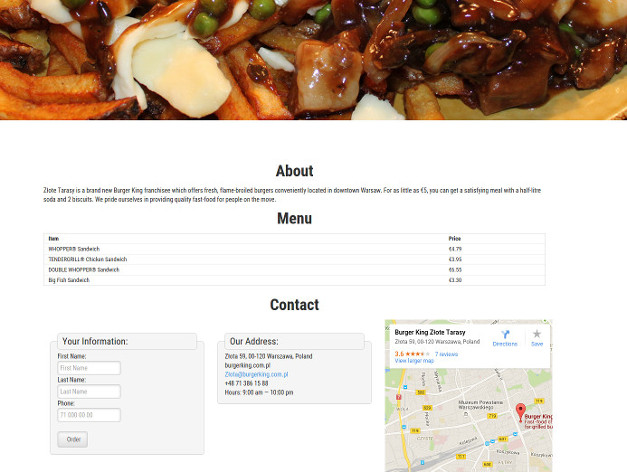 About
Złote Tarasy is a brand new Burger King franchisee which offers fresh, flame-broiled burgers conveniently located in downtown Warsaw. For as little as €5, you can get a satisfying meal with a half-litre
soda and 2 biscuits. We pride ourselves in providing quality fast-food for people on the move.
Menu
Item Price
WHOPPER® Sandwich €4.79
TENDERGRILL® Chicken Sandwich €3.95
DOUBLE WHOPPER® Sandwich €6.55
Big Fish Sandwich €3.30
Contact
Your Information:
First Name:
First Name
Last Name:
Last Name
Phone:
71 000 00 00
Order
Our Address:
Złota 59, 00-120 Warszawa, Poland
burgerking.com.pl
Zlota@burgerking.com.pl
+48 71 386 15 88
Hours: 9:00 am — 10:00 pm
Burger King Złote Tarasy
Złota 59, 00-120 Warszawa, Poland
3.6 7 reviews
View larger map
Directions
Save
Muzeum Powstania
Warszawskiego
Burger King
Fast-food c
for grilled bu